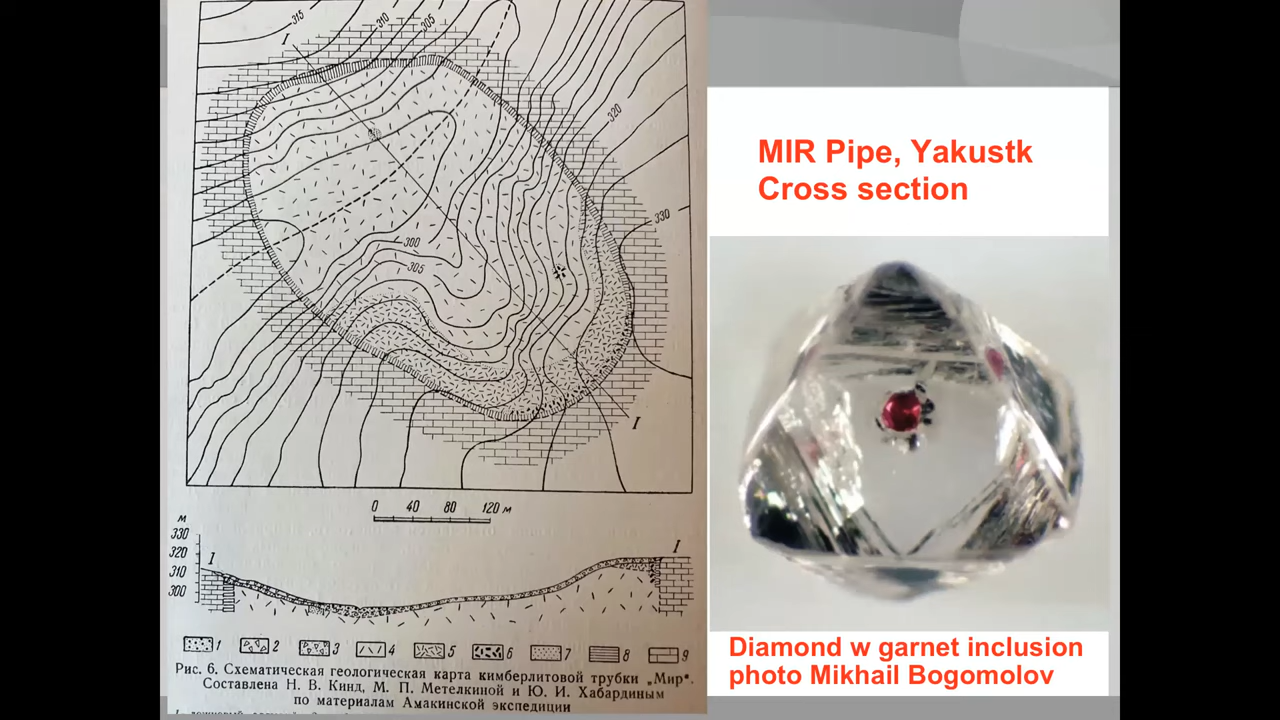 315
310
305
I
320
330
300
305
I
0 40 80 120 м
м
330
320
310
300
I
I
1 2 3 4 5 6 7 8 9
Рис. 6. Схематическая геологическая карта кимберлитовой трубки „Мир“.
Составлена Н. В. Кинд, М. П. Метелкиной и Ю. И. Хабардиным
по материалам Амакинской экспедиции
MIR Pipe, Yakustk
Cross section
Diamond w garnet inclusion
photo Mikhail Bogomolov